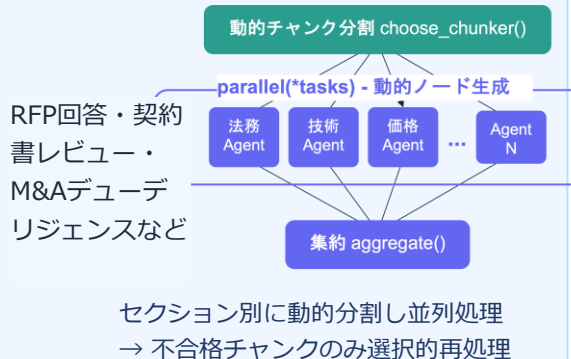 動的チャンク分割 choose_chunker()
parallel(*tasks) - 動的ノード生成
RFP回答・契約
書レビュー・
M&Aデューデ
リジェンスなど
法務
Agent
技術
Agent
価格
Agent
...
Agent
N
集約 aggregate()
セクション別に動的分割し並列処理
→ 不合格チャンクのみ選択的再処理